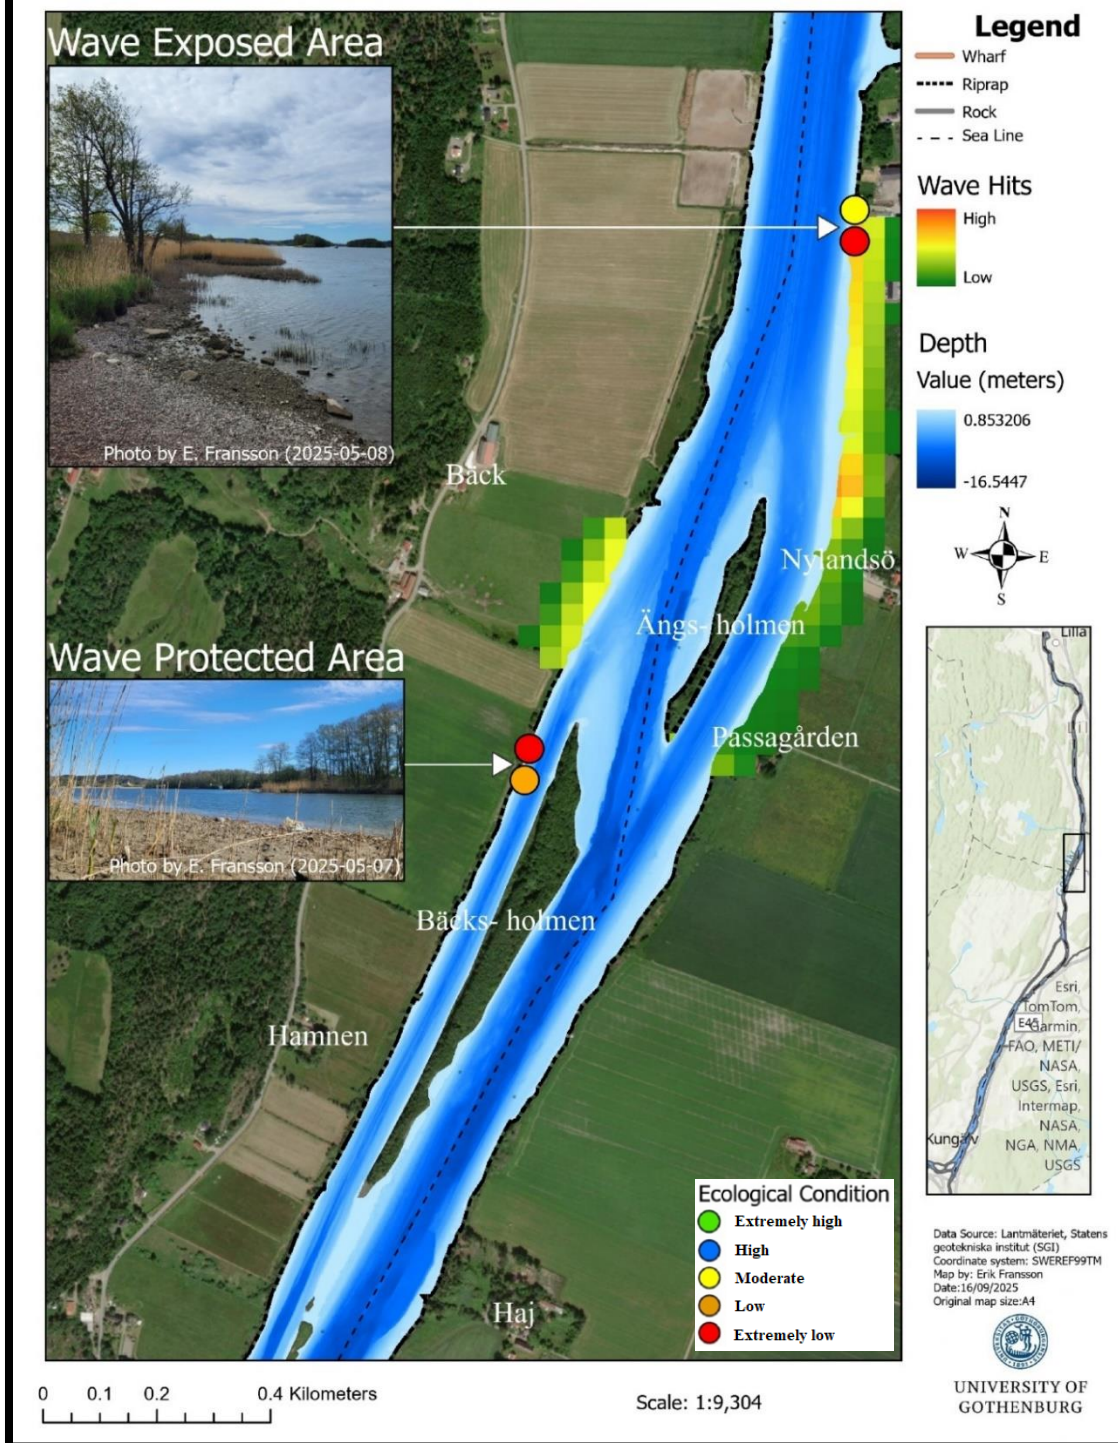 Wave Exposed Area
Photo by E. Fransson (2025-05-08)
Wave Protected Area
Photo by E. Fransson (2025-05-07)
Bäck
Nylandsö
Ängs- holmen
Passagården
Bäcks- holmen
Hamnen
Haj
Ecological Condition
Extremely high
High
Moderate
Low
Extremely low
Legend
Wharf
Riprap
Rock
Sea Line
Wave Hits
High
Low
Depth
Value (meters)
0.853206
-16.5447
N
W
E
S
Lilla
E45
Kungälv
Esri,
TomTom,
Garmin,
FAO, METI/
NASA,
USGS, Esri,
Intermap,
NASA,
NGA, NMA,
USGS
Data Source: Lantmäteriet, Statens
geotekniska institut (SGI)
Coordinate system: SWEREF99TM
Map by: Erik Fransson
Date:16/09/2025
Original map size:A4
UNIVERSITY OF
GOTHENBURG
0 0.1 0.2 0.4 Kilometers
Scale: 1:9,304